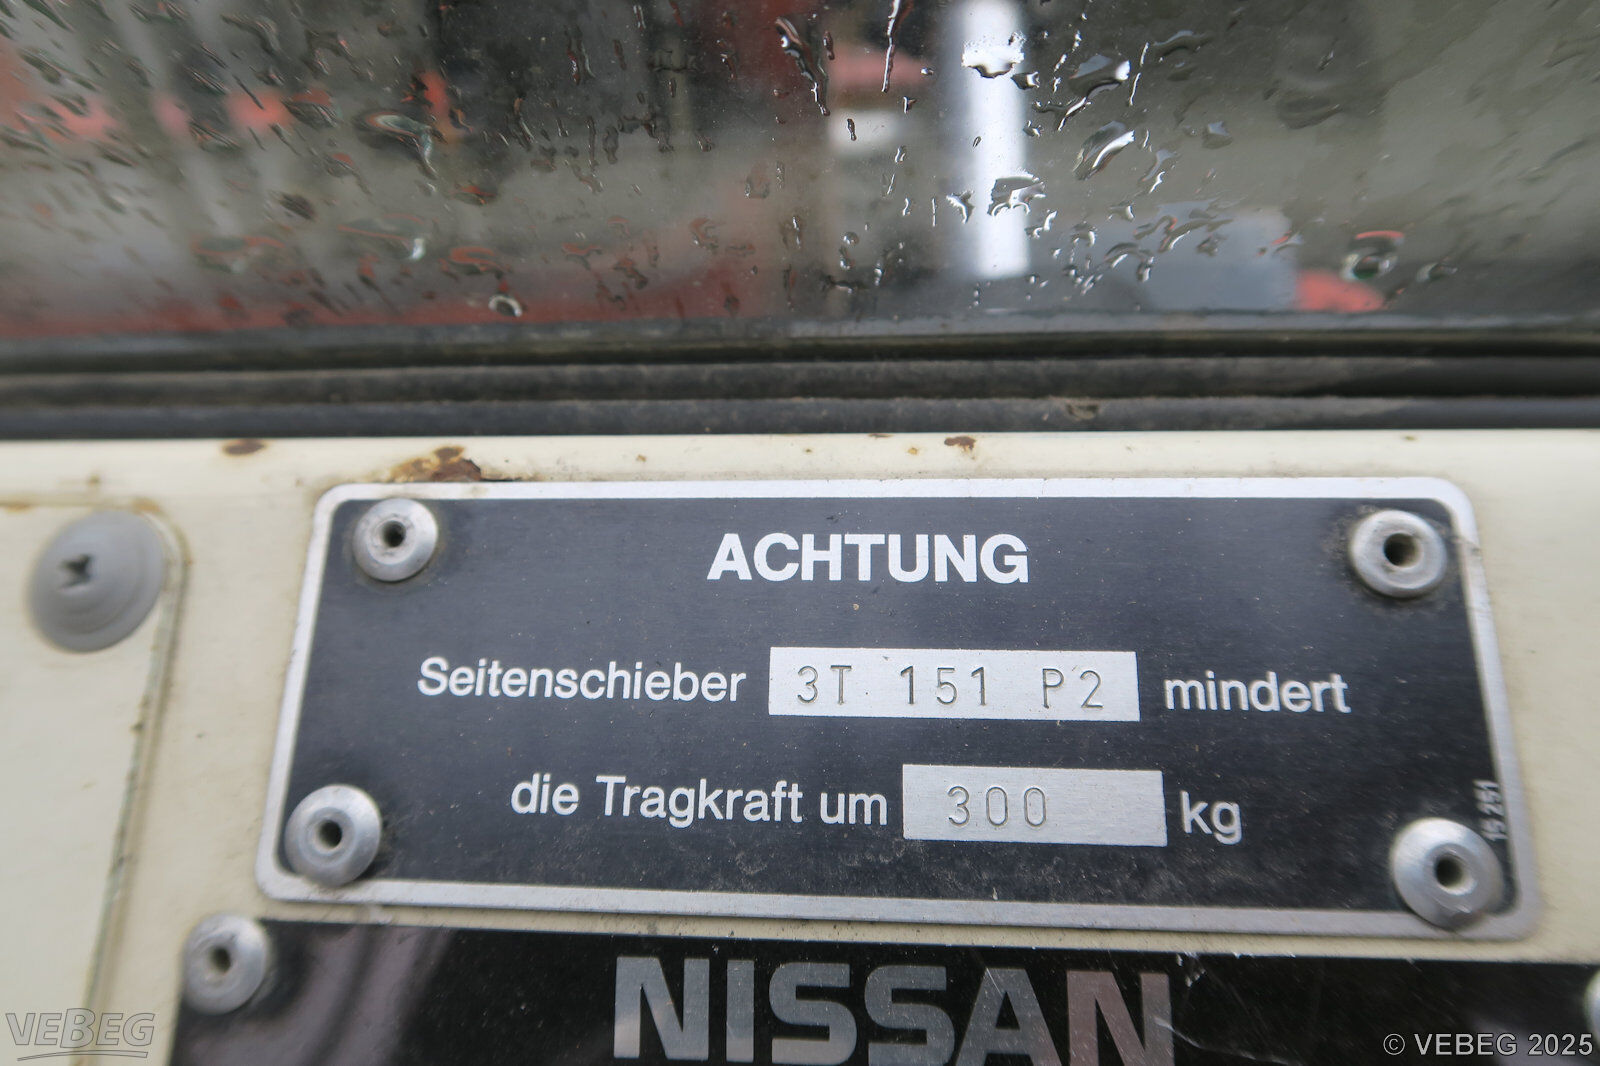 ACHTUNG
Seitenschieber 3T 151 P2 mindert
die Tragkraft um 300 kg
15 251
NISSAN
VEBEG
© VEBEG 2025